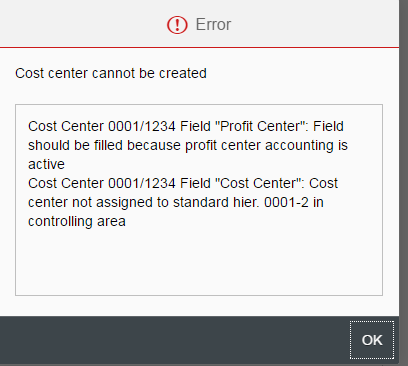 Error
Cost center cannot be created
Cost Center 0001/1234 Field "Profit Center": Field
should be filled because profit center accounting is
active
Cost Center 0001/1234 Field "Cost Center": Cost
center not assigned to standard hier. 0001-2 in
controlling area
OK